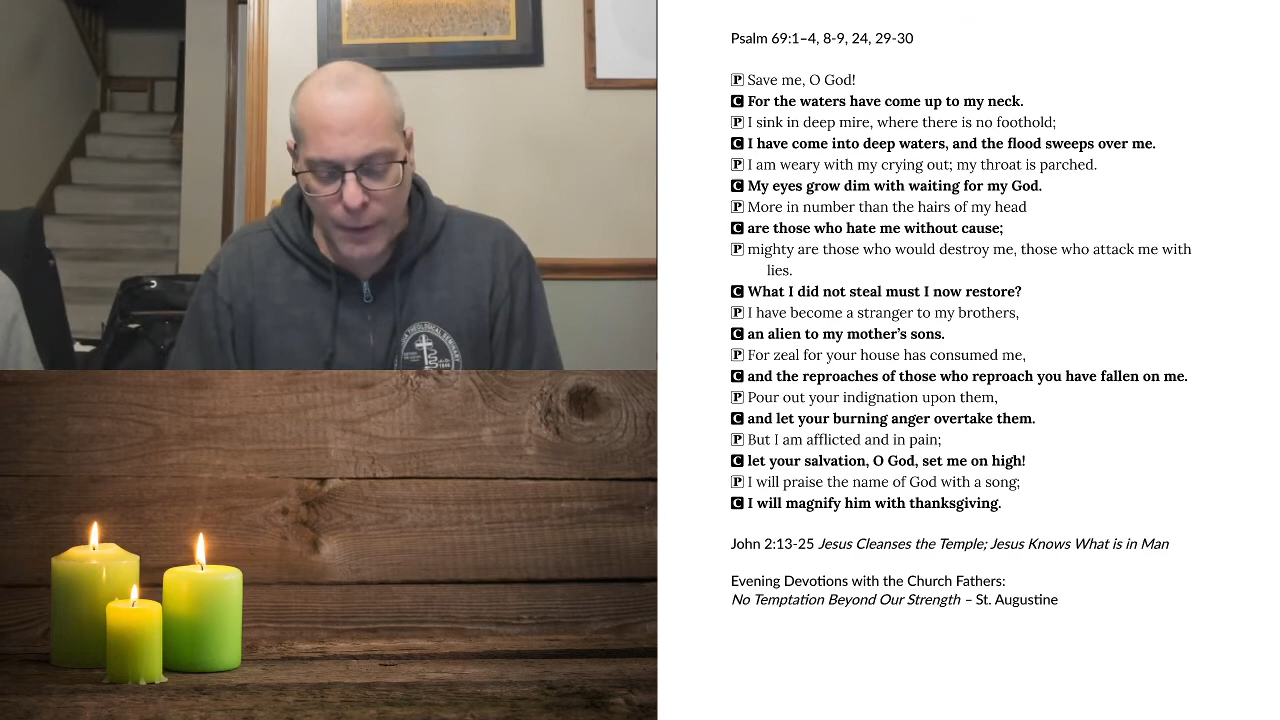 Psalm 69:1–4, 8-9, 24, 29-30
P Save me, O God!
C For the waters have come up to my neck.
P I sink in deep mire, where there is no foothold;
C I have come into deep waters, and the flood sweeps over me.
P I am weary with my crying out; my throat is parched.
C My eyes grow dim with waiting for my God.
P More in number than the hairs of my head
C are those who hate me without cause;
P mighty are those who would destroy me, those who attack me with
lies.
C What I did not steal must I now restore?
P I have become a stranger to my brothers,
C an alien to my mother’s sons.
P For zeal for your house has consumed me,
C and the reproaches of those who reproach you have fallen on me.
P Pour out your indignation upon them,
C and let your burning anger overtake them.
P But I am afflicted and in pain;
C let your salvation, O God, set me on high!
P I will praise the name of God with a song;
C I will magnify him with thanksgiving.
John 2:13-25 Jesus Cleanses the Temple; Jesus Knows What is in Man
Evening Devotions with the Church Fathers:
No Temptation Beyond Our Strength – St. Augustine
THEOLOGICAL SEMINARY